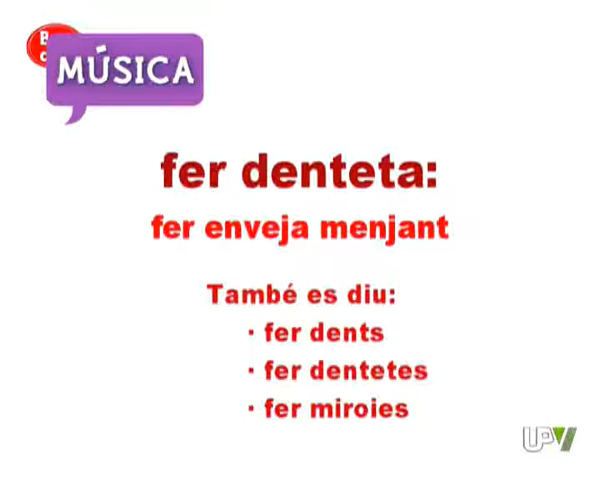 MÚSICA
fer denteta:
fer enveja menjant
També es diu:
· fer dents
· fer dentetes
· fer miroies
UPV